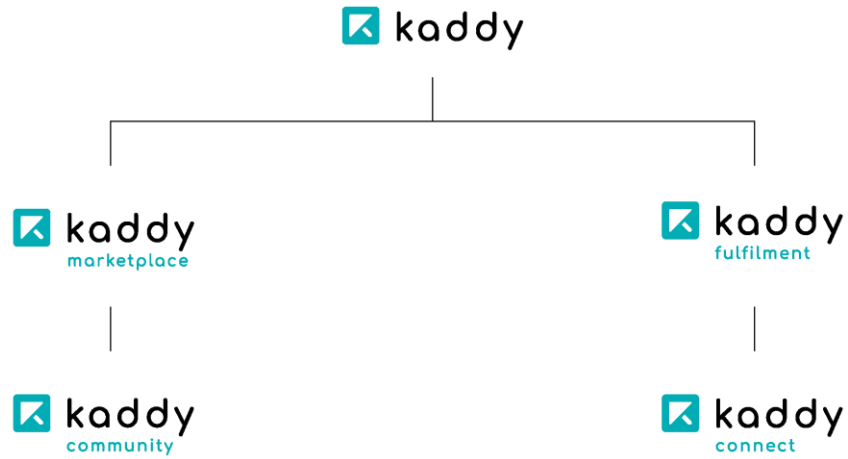 kaddy
kaddy
marketplace
kaddy
fulfilment
kaddy
community
kaddy
connect